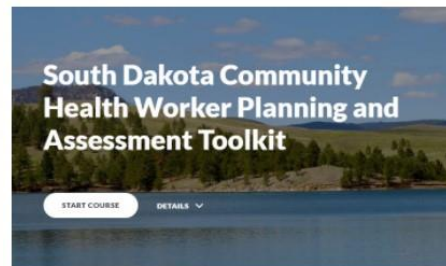 South Dakota Community
Health Worker Planning and
Assessment Toolkit
START COURSE DETAILS